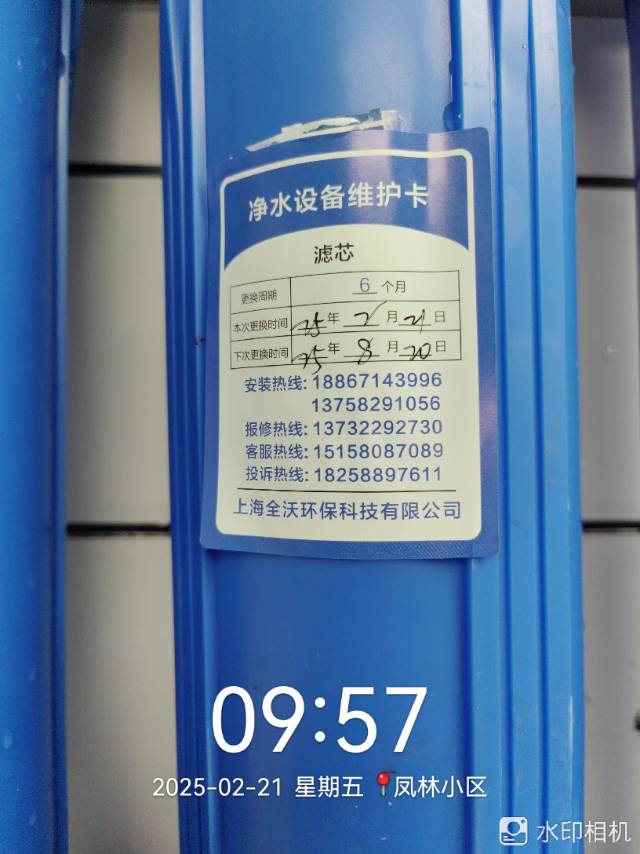 净水设备维护卡
滤芯
更换周期 6 个月
本次更换时间 25 年 2 月 21 日
下次更换时间 25 年 8 月 20 日
安装热线: 18867143996
13758291056
报修热线: 13732292730
客服热线: 15158087089
投诉热线: 18258897611
上海全沃环保科技有限公司
09:57
2025-02-21 星期五 📍凤林小区
水印相机